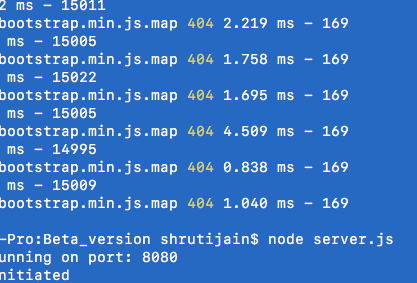 2 ms - 15011
bootstrap.min.js.map 404 2.219 ms - 169
ms - 15005
bootstrap.min.js.map 404 1.758 ms - 169
ms - 15022
bootstrap.min.js.map 404 1.695 ms - 169
ms - 15005
bootstrap.min.js.map 404 4.509 ms - 169
ms - 14995
bootstrap.min.js.map 404 0.838 ms - 169
ms - 15009
bootstrap.min.js.map 404 1.040 ms - 169
-Pro:Beta_version shrutijain$ node server.js
unning on port: 8080
nitiated